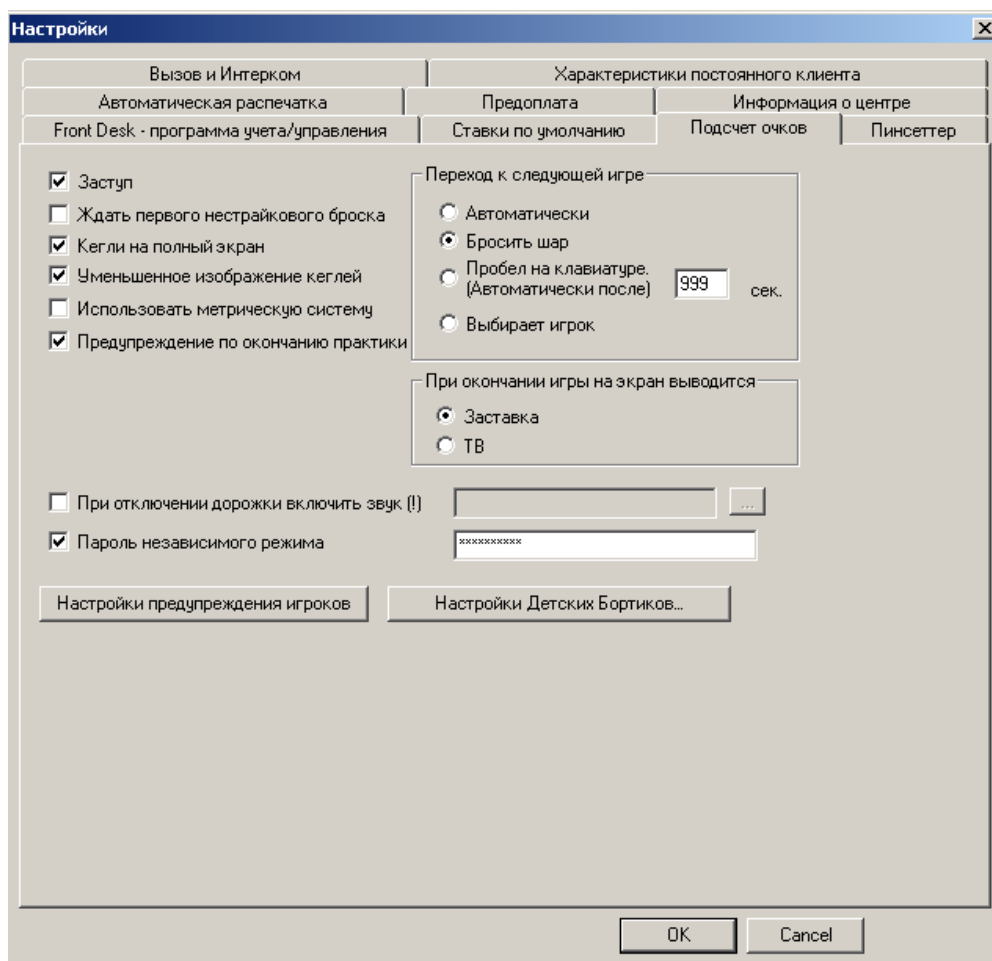 Настройки
Вызов и Интерком
Характеристики постоянного клиента
Автоматическая распечатка
Предоплата
Информация о центре
Front Desk - программа учета/управления
Ставки по умолчанию
Подсчет очков
Пинсеттер
Заступ
Ждать первого нестрайкового броска
Кегли на полный экран
Уменьшенное изображение кеглей
Использовать метрическую систему
Предупреждение по окончанию практики
Переход к следующей игре
Автоматически
Бросить шар
Пробел на клавиатуре.
(Автоматически после)
999
сек.
Выбирает игрок
При окончании игры на экран выводится
Заставка
ТВ
При отключении дорожки включить звук (!)
...
Пароль независимого режима
××××××××××
Настройки предупреждения игроков
Настройки Детских Бортиков...
OK
Cancel